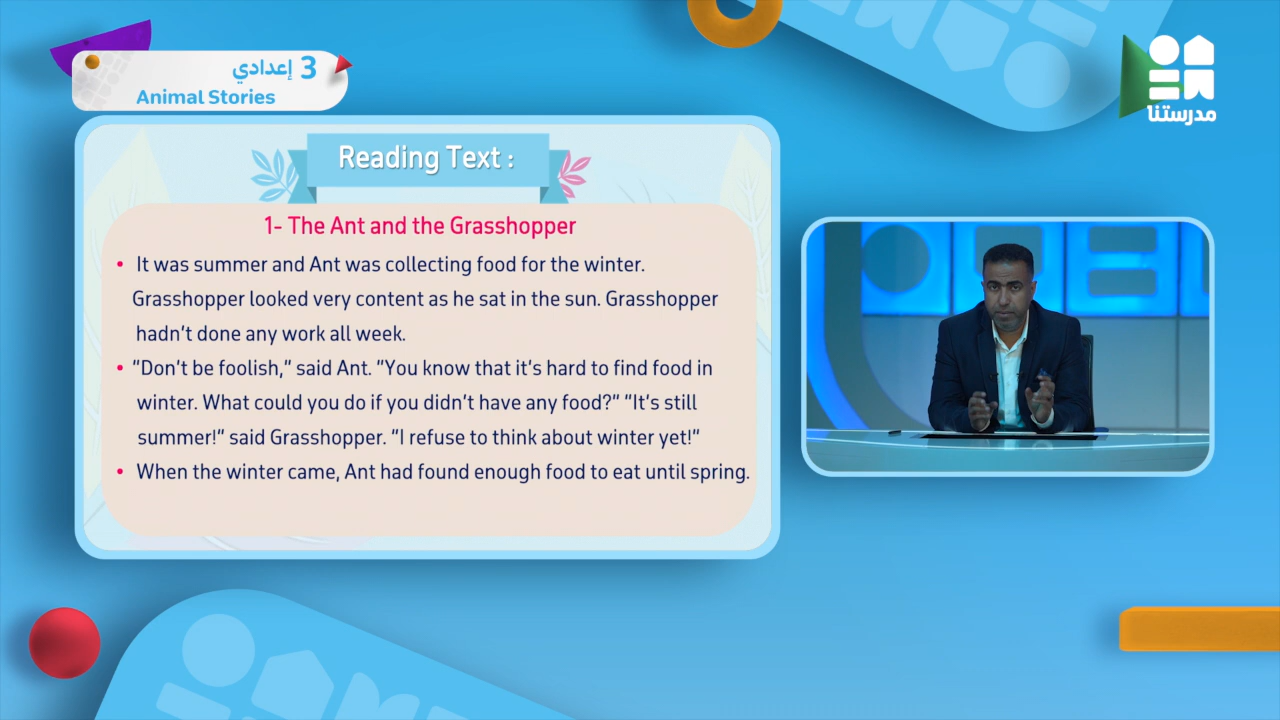 3 إعدادي
Animal Stories
مدرستنا
Reading Text :
1- The Ant and the Grasshopper
• It was summer and Ant was collecting food for the winter.
Grasshopper looked very content as he sat in the sun. Grasshopper
hadn't done any work all week.
• "Don't be foolish," said Ant. "You know that it's hard to find food in
winter. What could you do if you didn't have any food?" "It's still
summer!" said Grasshopper. "I refuse to think about winter yet!"
• When the winter came, Ant had found enough food to eat until spring.